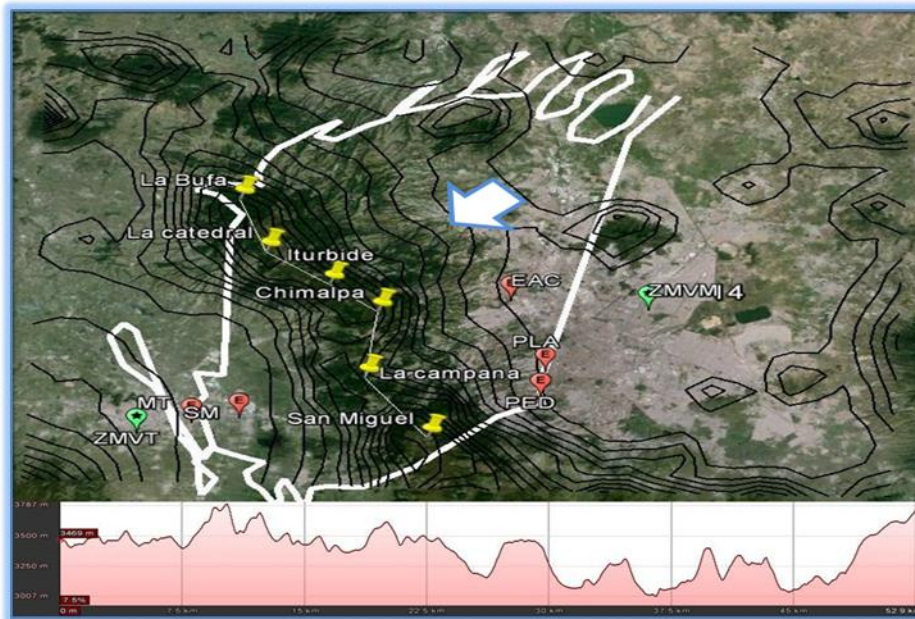 La Bufa
La catedral
Iturbide
Chimalpa
EAC
ZMVM 4
PLA
La campana
PED
MT
SM
San Miguel
ZMVT
E
E
E
3787 m
3500 m
3469 m
3250 m
3007 m
7.5%
0 m
7.5 km
15 km
22.5 km
30 km
37.5 km
45 km
52.9 k